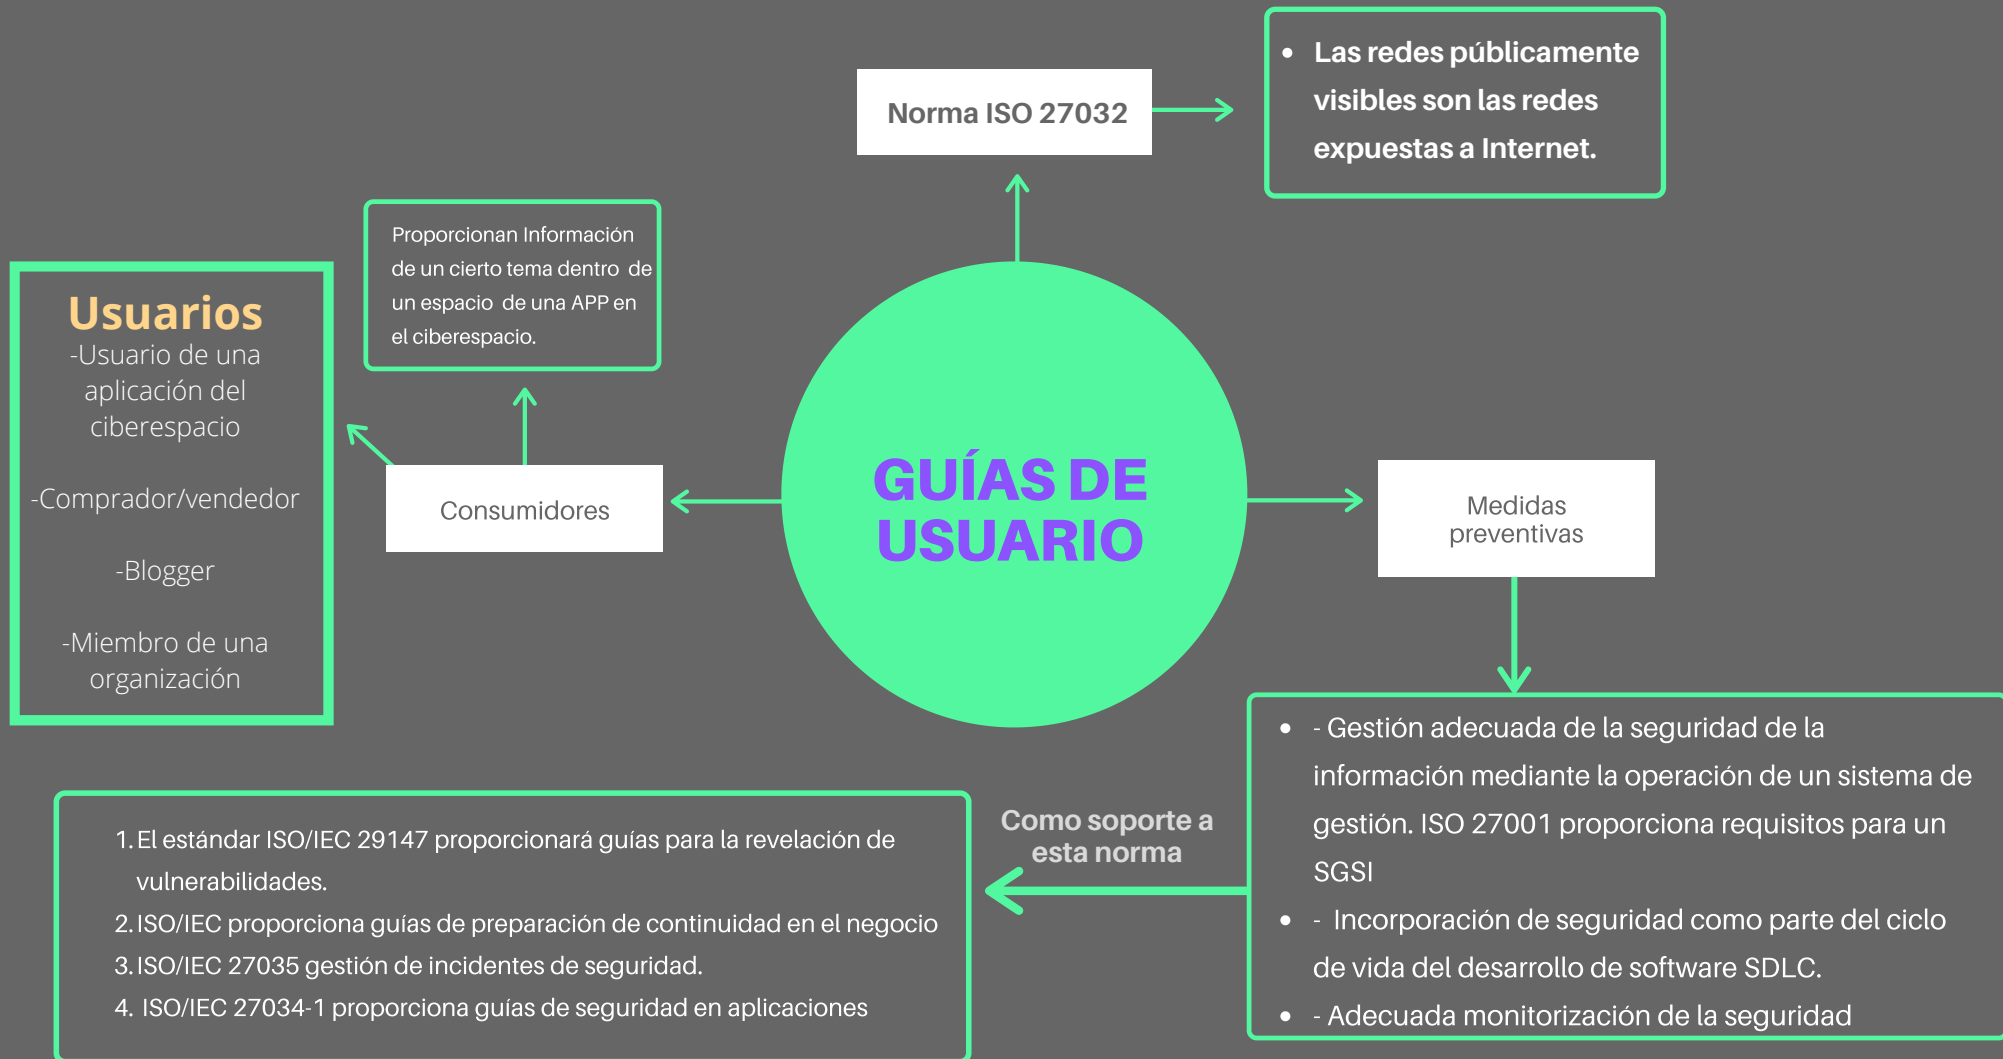 Norma ISO 27032
• Las redes públicamente
visibles son las redes
expuestas a Internet.
Proporcionan Información
de un cierto tema dentro de
un espacio de una APP en
el ciberespacio.
Usuarios
-Usuario de una
aplicación del
ciberespacio
-Comprador/vendedor
-Blogger
-Miembro de una
organización
Consumidores
GUÍAS DE
USUARIO
Medidas
preventivas
• - Gestión adecuada de la seguridad de la
información mediante la operación de un sistema de
gestión. ISO 27001 proporciona requisitos para un
SGSI
• - Incorporación de seguridad como parte del ciclo
de vida del desarrollo de software SDLC.
• - Adecuada monitorización de la seguridad
Como soporte a
esta norma
1. El estándar ISO/IEC 29147 proporcionará guías para la revelación de
vulnerabilidades.
2. ISO/IEC proporciona guías de preparación de continuidad en el negocio
3. ISO/IEC 27035 gestión de incidentes de seguridad.
4. ISO/IEC 27034-1 proporciona guías de seguridad en aplicaciones